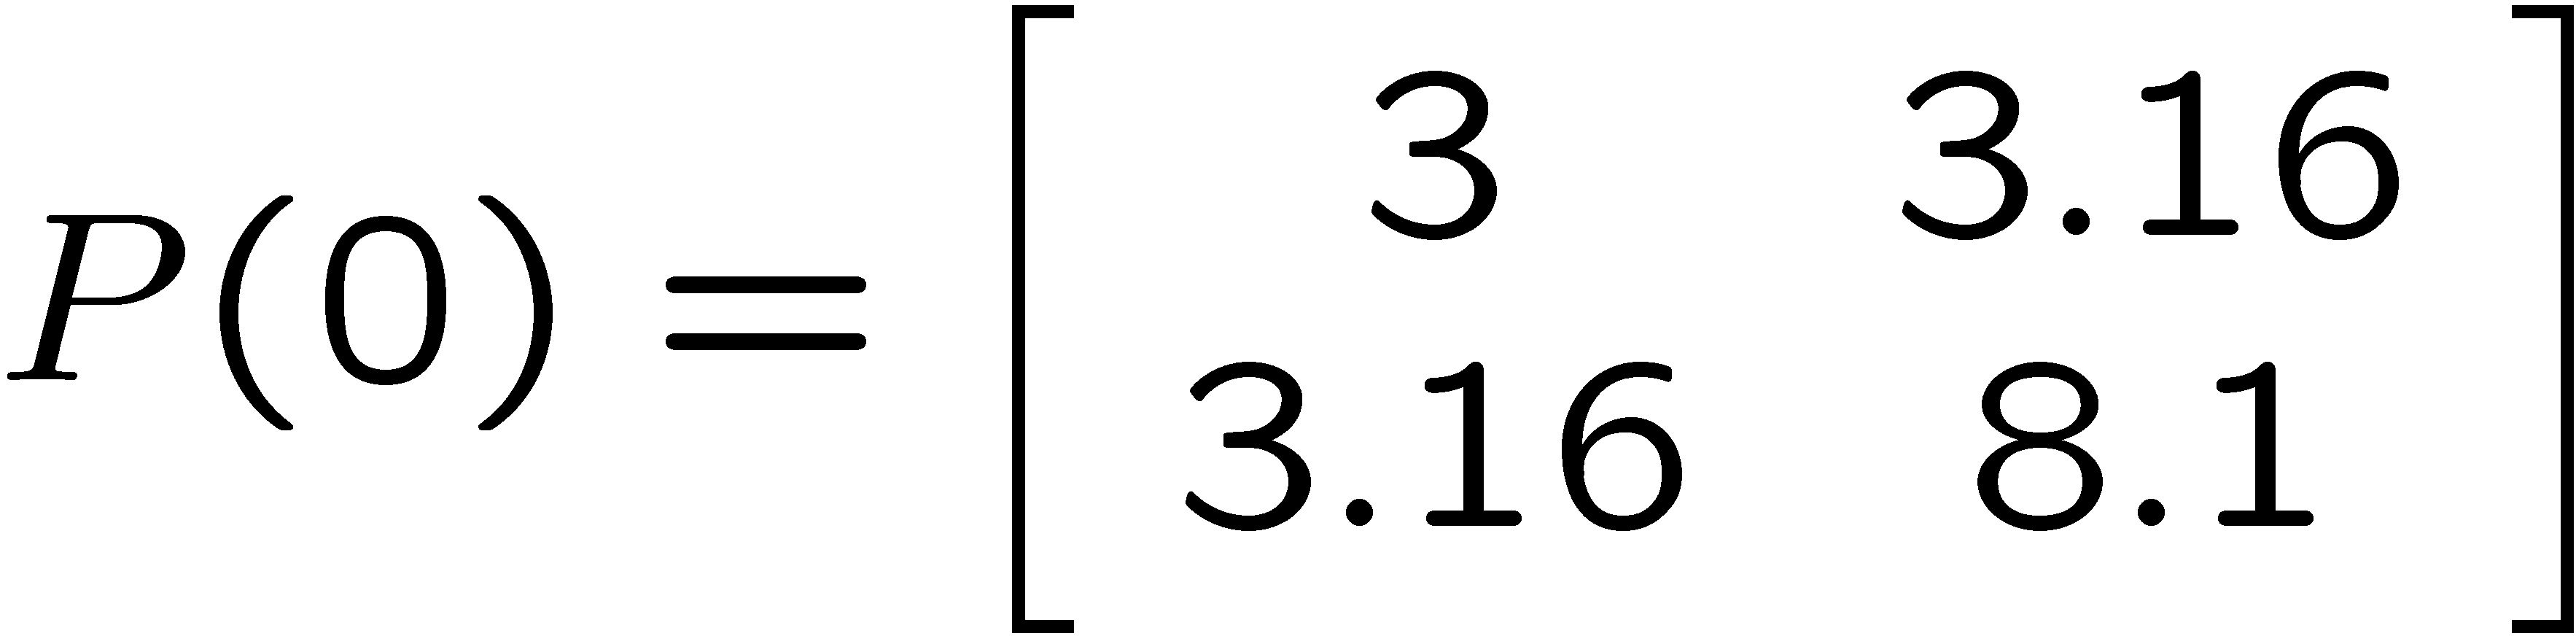 P(0) = [ 3 3.16
3.16 8.1 ]